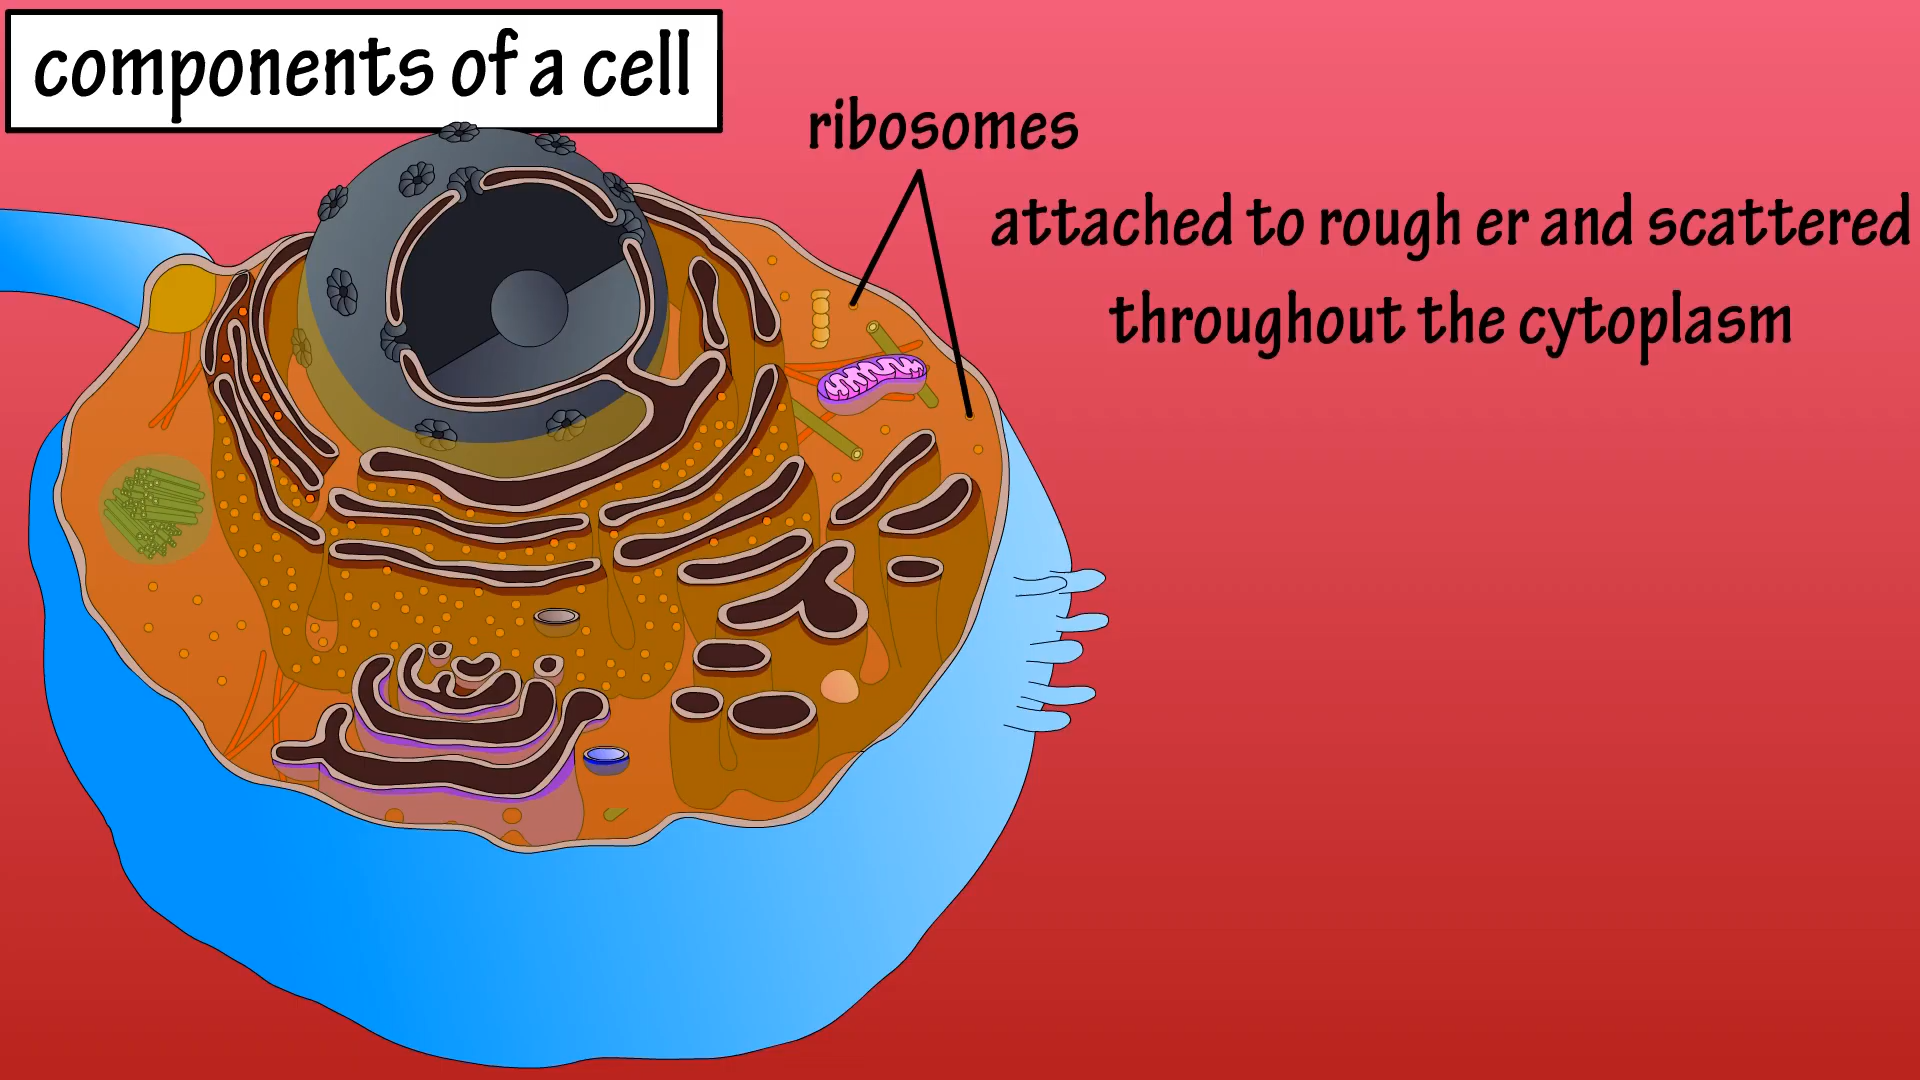 components of a cell
ribosomes
attached to rough er and scattered
throughout the cytoplasm